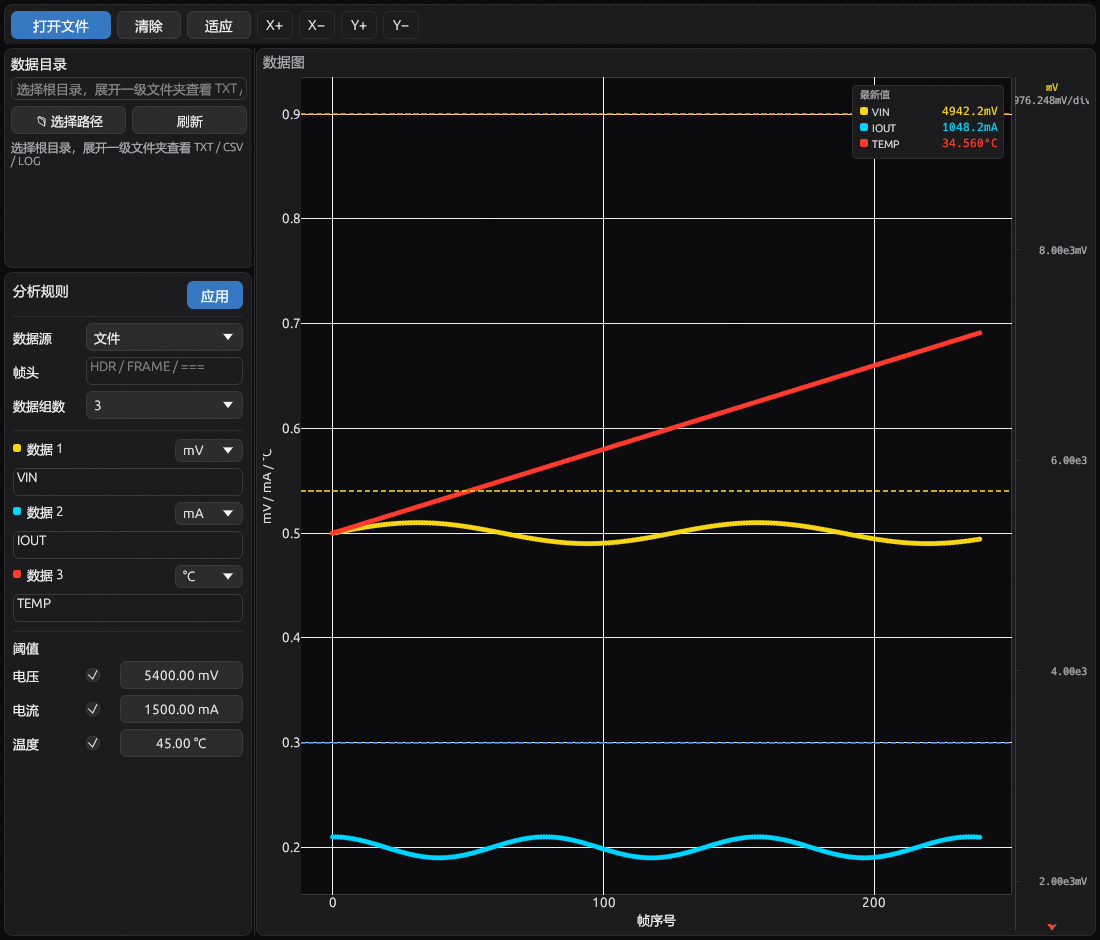 打开文件 清除 适应 X+ X− Y+ Y−
数据目录
选择根目录，展开一级文件夹查看 TXT /
选择路径 刷新
选择根目录，展开一级文件夹查看 TXT / CSV
/ LOG
分析规则 应用
数据源 文件
帧头 HDR / FRAME / ===
数据组数 3
数据 1 mV
VIN
数据 2 mA
IOUT
数据 3 °C
TEMP
阈值
电压 5400.00 mV
电流 1500.00 mA
温度 45.00 °C
数据图
最新值
VIN 4942.2mV
IOUT 1048.2mA
TEMP 34.560°C
0.9
0.8
0.7
0.6
0.5
0.4
0.3
0.2
mV / mA / °C
0 100 200
帧序号
mV
976.248mV/div
8.00e3mV
6.00e3
4.00e3
2.00e3mV